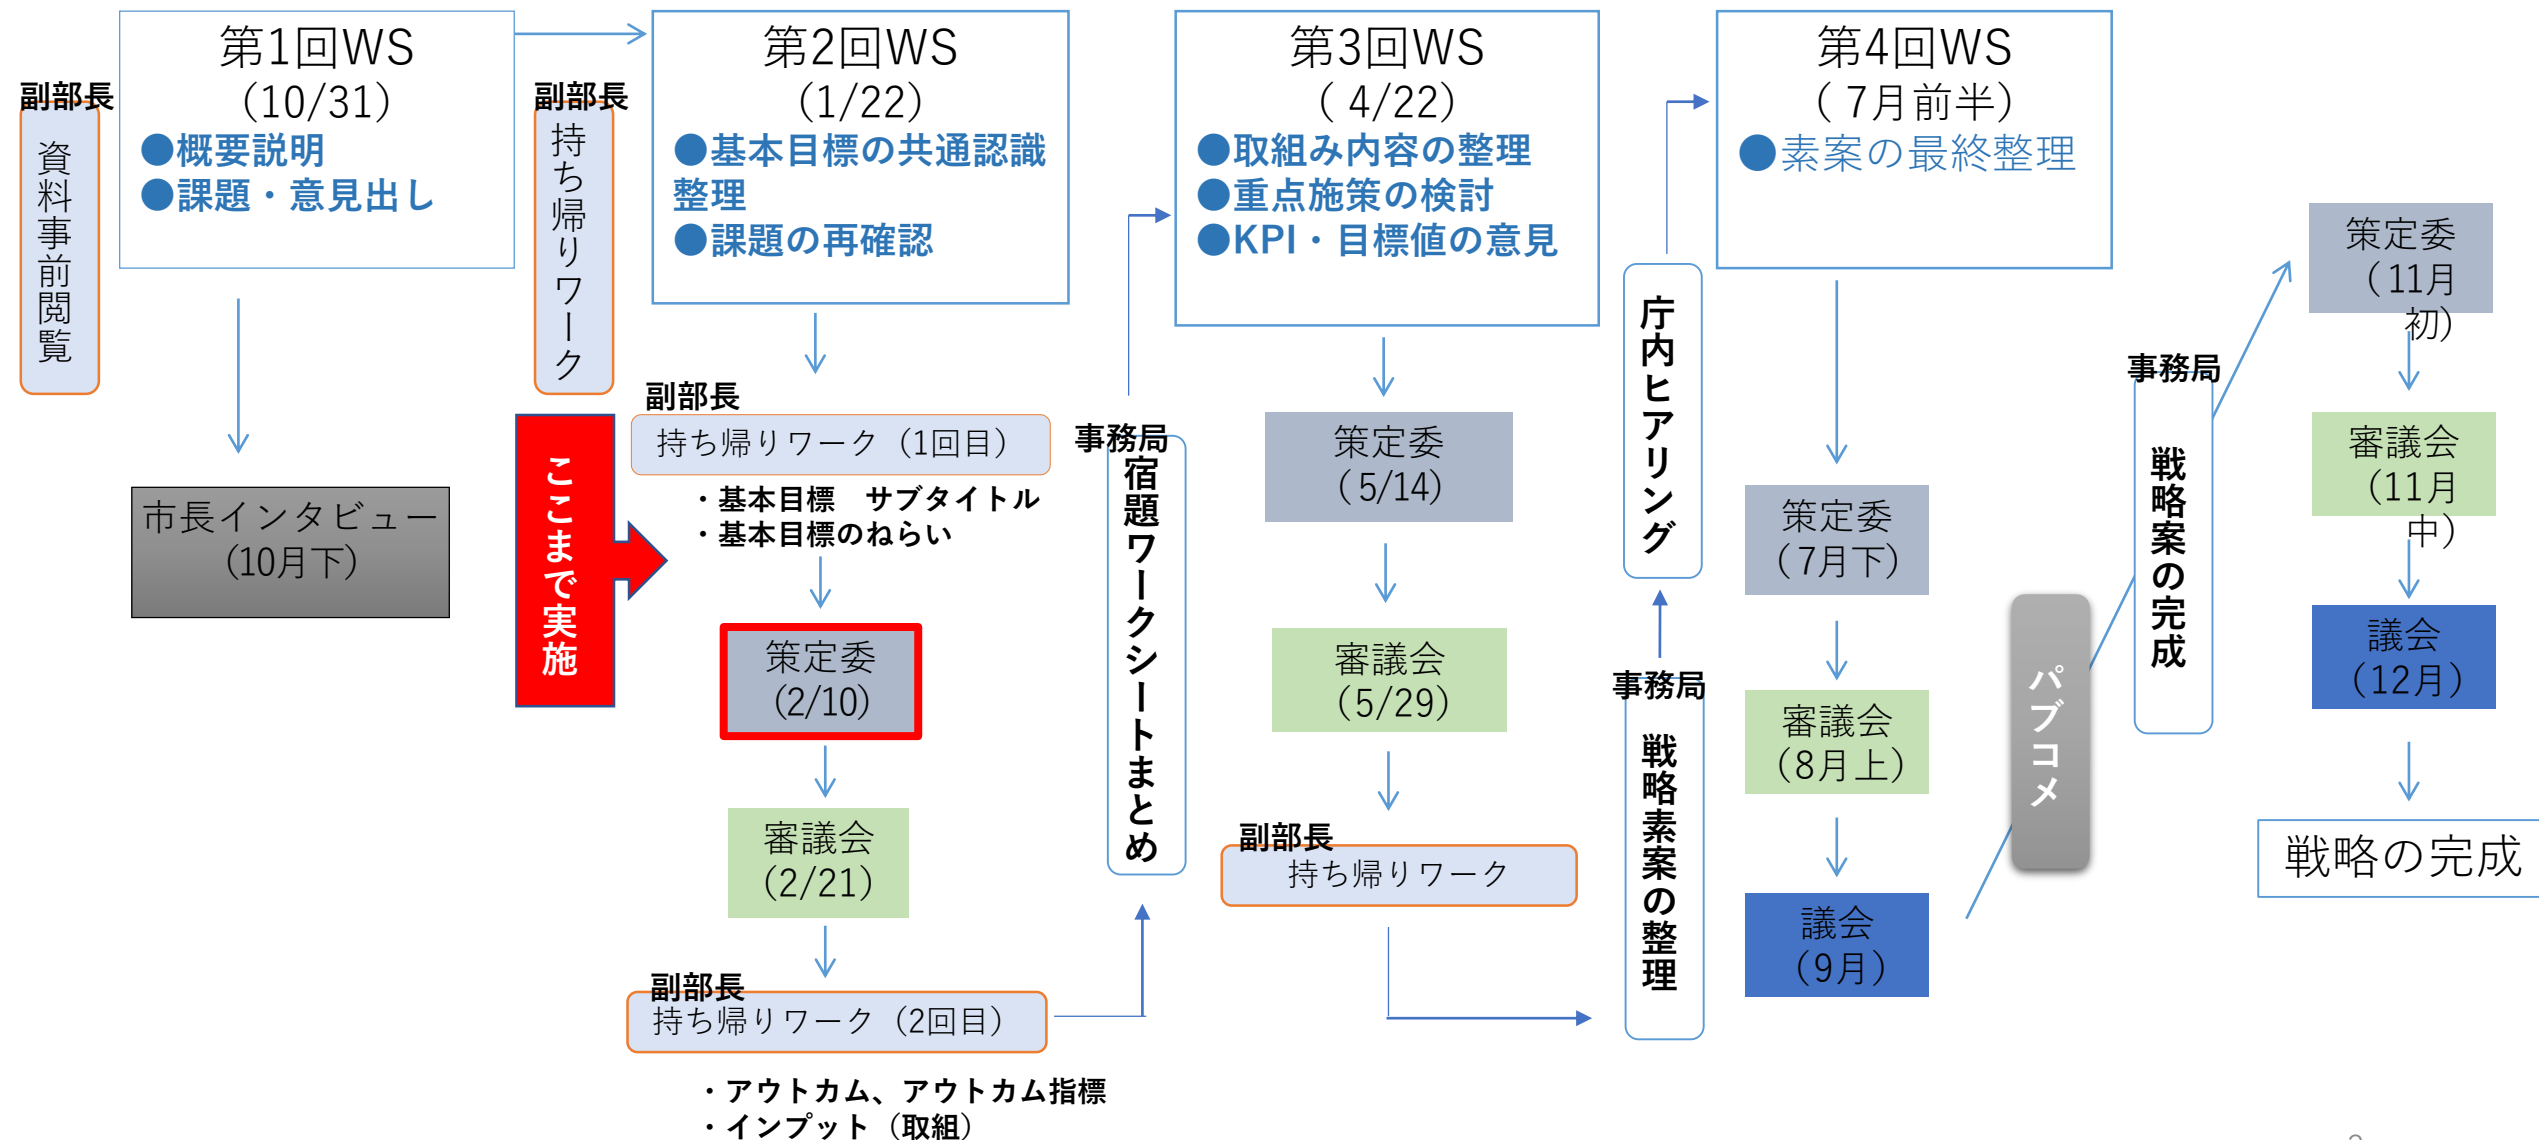 副部長
資料事前閲覧
第1回WS
(10/31)
●概要説明
●課題・意見出し
市長インタビュー
(10月下)
副部長
持ち帰りワーク
ここまで実施
第2回WS
(1/22)
●基本目標の共通認識
整理
●課題の再確認
副部長
持ち帰りワーク（1回目）
・基本目標　サブタイトル
・基本目標のねらい
策定委
(2/10)
審議会
(2/21)
副部長
持ち帰りワーク（2回目）
・アウトカム、アウトカム指標
・インプット（取組）
事務局
宿題ワークシートまとめ
第3回WS
( 4/22)
●取組み内容の整理
●重点施策の検討
●KPI・目標値の意見
策定委
( 5/14)
審議会
(5/29)
副部長
持ち帰りワーク
事務局
戦略素案の整理
庁内ヒアリング
第4回WS
( 7月前半)
●素案の最終整理
策定委
( 7月下)
審議会
(8月上)
議会
(9月)
パブコメ
事務局
戦略案の完成
策定委
( 11月
初)
審議会
(11月
中)
議会
(12月)
戦略の完成